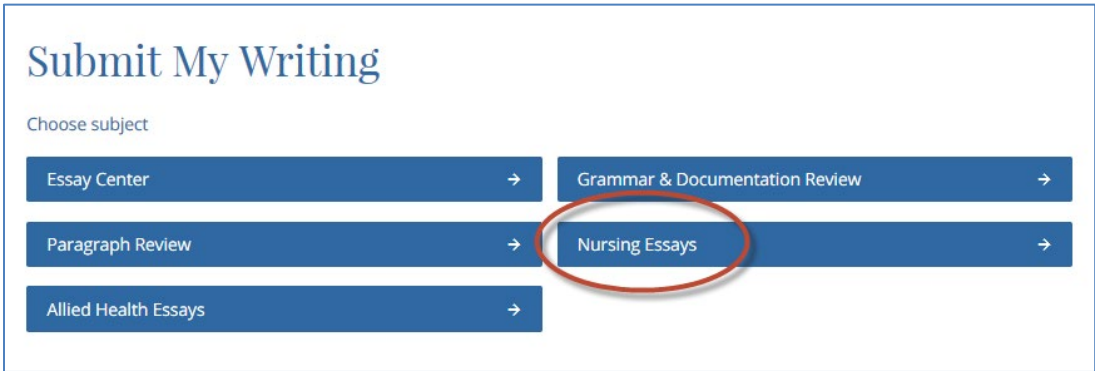 Submit My Writing
Choose subject
Essay Center →
Grammar & Documentation Review →
Paragraph Review →
Nursing Essays →
Allied Health Essays →